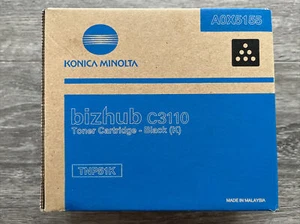 A0X5155
KONICA MINOLTA
bizhub C3110
Toner Cartridge - Black (K)
TNP51K
MADE IN MALAYSIA